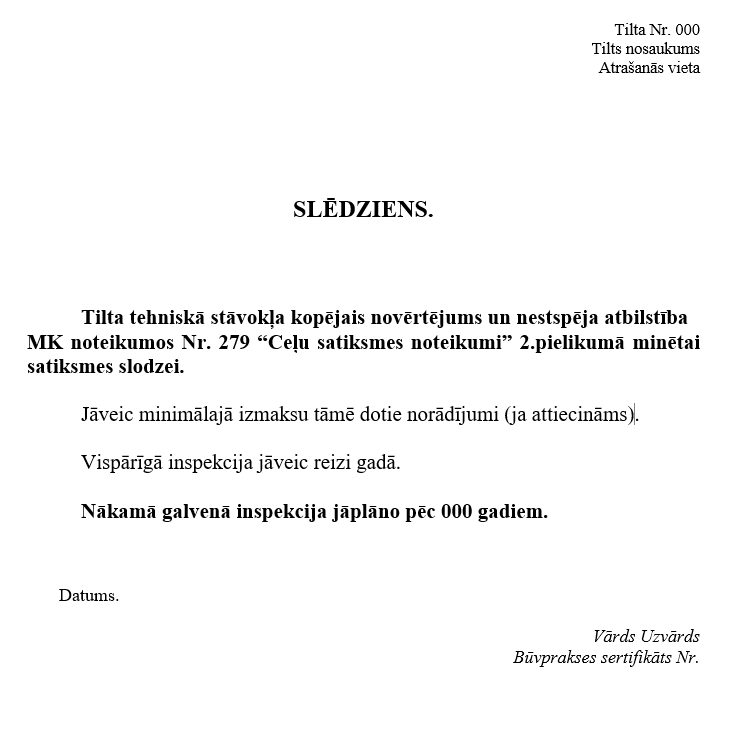 Tilta Nr. 000
Tilts nosaukums
Atrašanās vieta
SLĒDZIENS.
Tilta tehniskā stāvokļa kopējais novērtējums un nestspēja atbilstība
MK noteikumos Nr. 279 “Ceļu satiksmes noteikumi” 2.pielikumā minētai
satiksmes slodzei.
Jāveic minimālajā izmaksu tāmē dotie norādījumi (ja attiecināms).
Vispārīgā inspekcija jāveic reizi gadā.
Nākamā galvenā inspekcija jāplāno pēc 000 gadiem.
Datums.
Vārds Uzvārds
Būvprakses sertifikāts Nr.